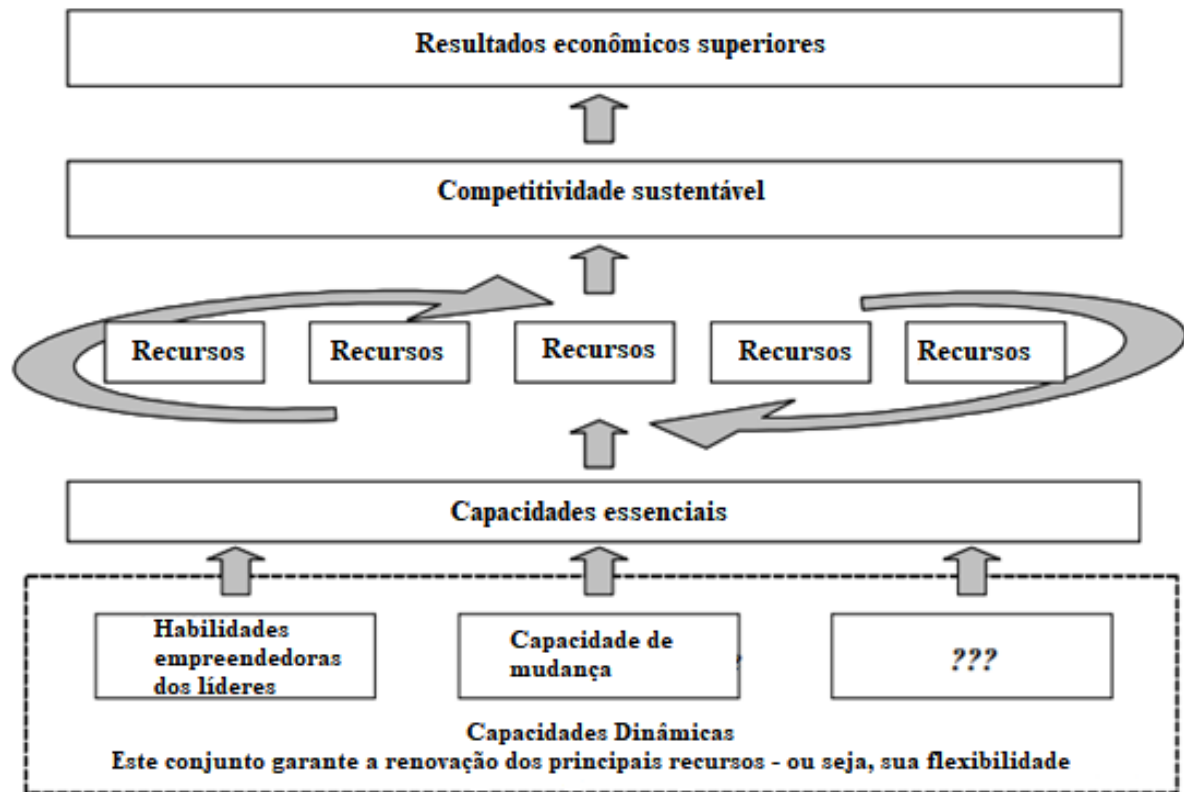 Resultados econômicos superiores
Competitividade sustentável
Recursos
Recursos
Recursos
Recursos
Recursos
Capacidades essenciais
Habilidades
empreendedoras
dos líderes
Capacidade de
mudança
???
Capacidades Dinâmicas
Este conjunto garante a renovação dos principais recursos - ou seja, sua flexibilidade